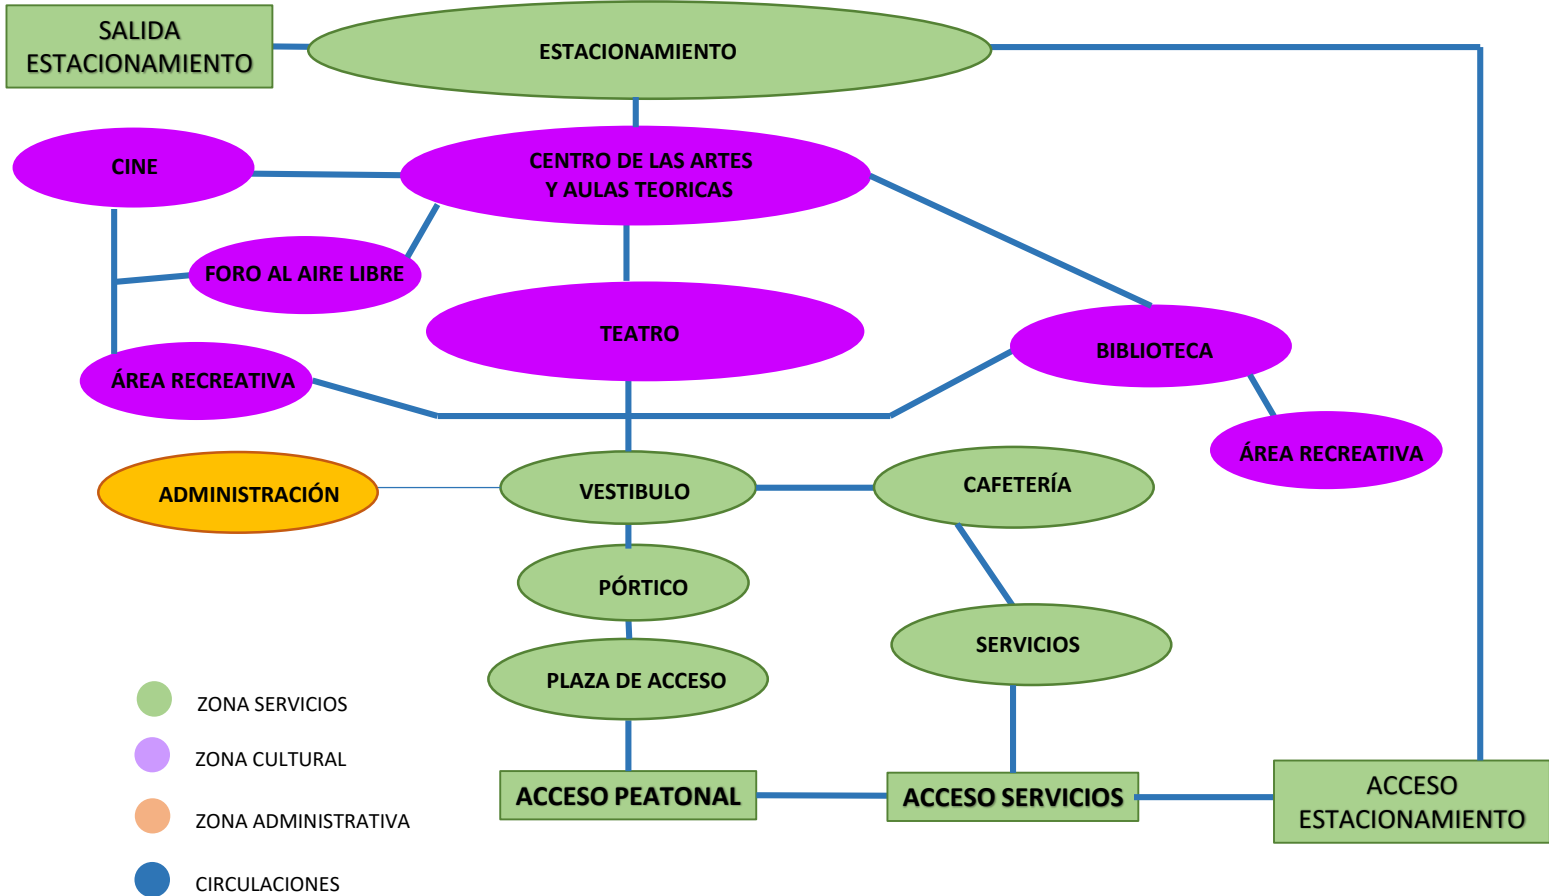 SALIDA
ESTACIONAMIENTO
ESTACIONAMIENTO
CINE
CENTRO DE LAS ARTES
Y AULAS TEORICAS
FORO AL AIRE LIBRE
TEATRO
BIBLIOTECA
ÁREA RECREATIVA
ÁREA RECREATIVA
ADMINISTRACIÓN
VESTIBULO
CAFETERÍA
PÓRTICO
SERVICIOS
PLAZA DE ACCESO
ZONA SERVICIOS
ZONA CULTURAL
ZONA ADMINISTRATIVA
CIRCULACIONES
ACCESO PEATONAL
ACCESO SERVICIOS
ACCESO
ESTACIONAMIENTO